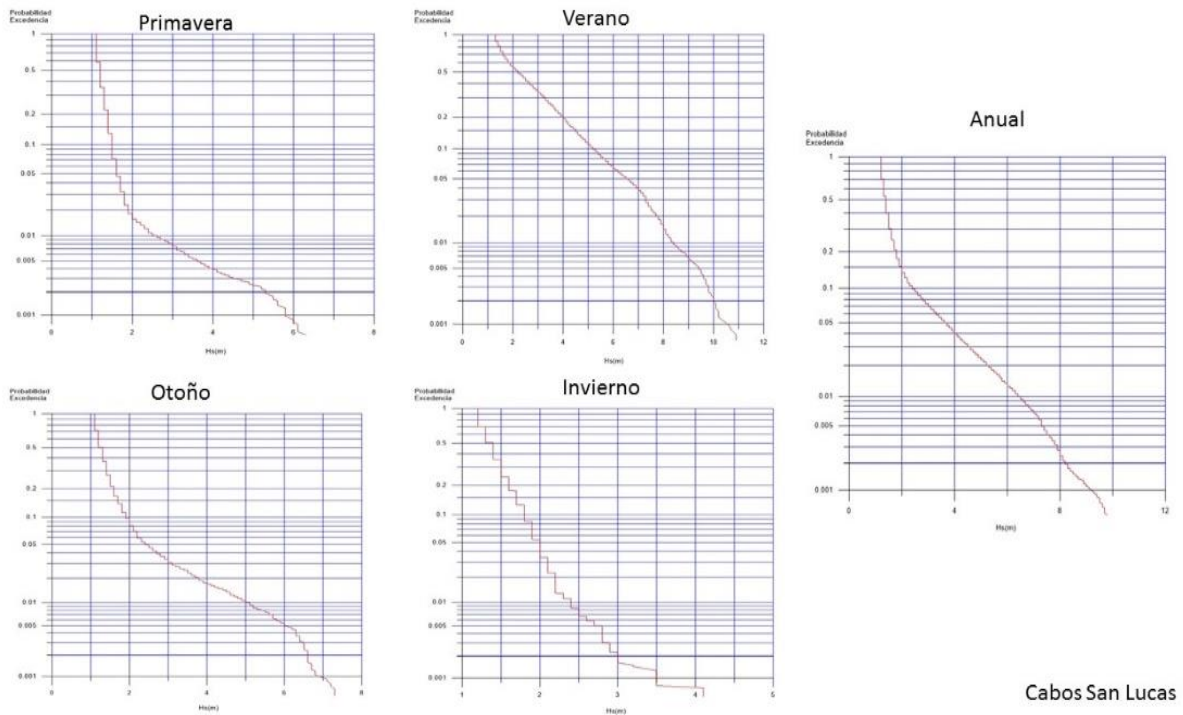 Primavera
Probabilidad
Excedencia
1
0.5
0.2
0.1
0.05
0.01
0.005
0.001
0 2 4 6 8
Hs(m)
Verano
Probabilidad
Excedencia
1
0.5
0.2
0.1
0.05
0.01
0.005
0.001
0 2 4 6 8 10 12
Hs(m)
Anual
Probabilidad
Excedencia
1
0.5
0.2
0.1
0.05
0.01
0.005
0.001
0 4 8 12
Hs(m)
Otoño
Probabilidad
Excedencia
1
0.5
0.2
0.1
0.05
0.01
0.005
0.001
0 2 4 6 8
Hs(m)
Invierno
Probabilidad
Excedencia
1
0.5
0.2
0.1
0.05
0.01
0.005
0.001
1 2 3 4 5
Hs(m)
Cabos San Lucas